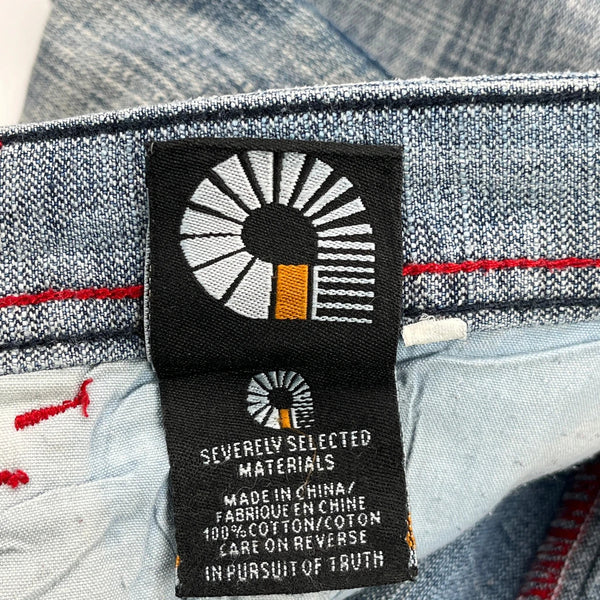 SEVERELY SELECTED
MATERIALS
MADE IN CHINA/
FABRIQUE EN CHINE
100% COTTON/COTON
CARE ON REVERSE
IN PURSUIT OF TRUTH